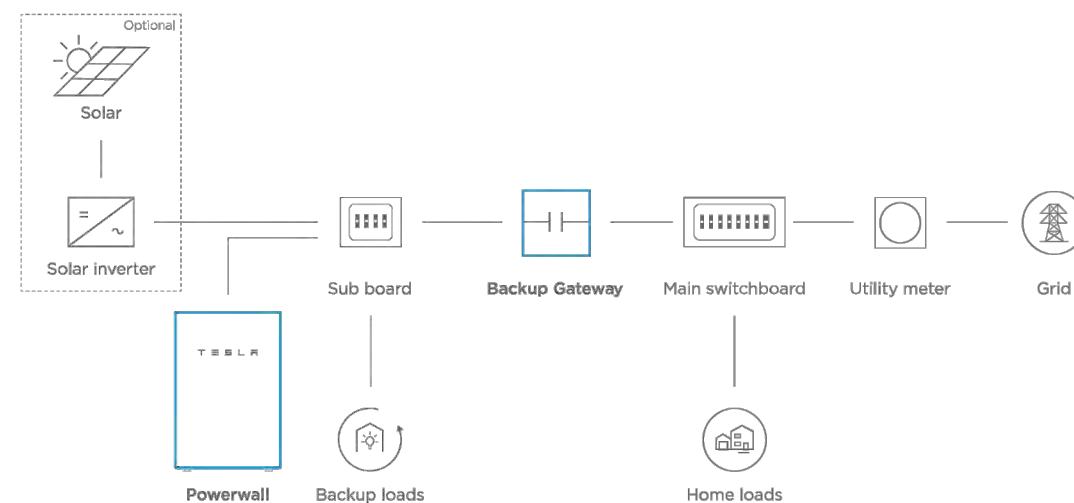 Optional
Solar
Solar inverter
Sub board
Backup Gateway
Main switchboard
Utility meter
Grid
TESLA
Powerwall
Backup loads
Home loads